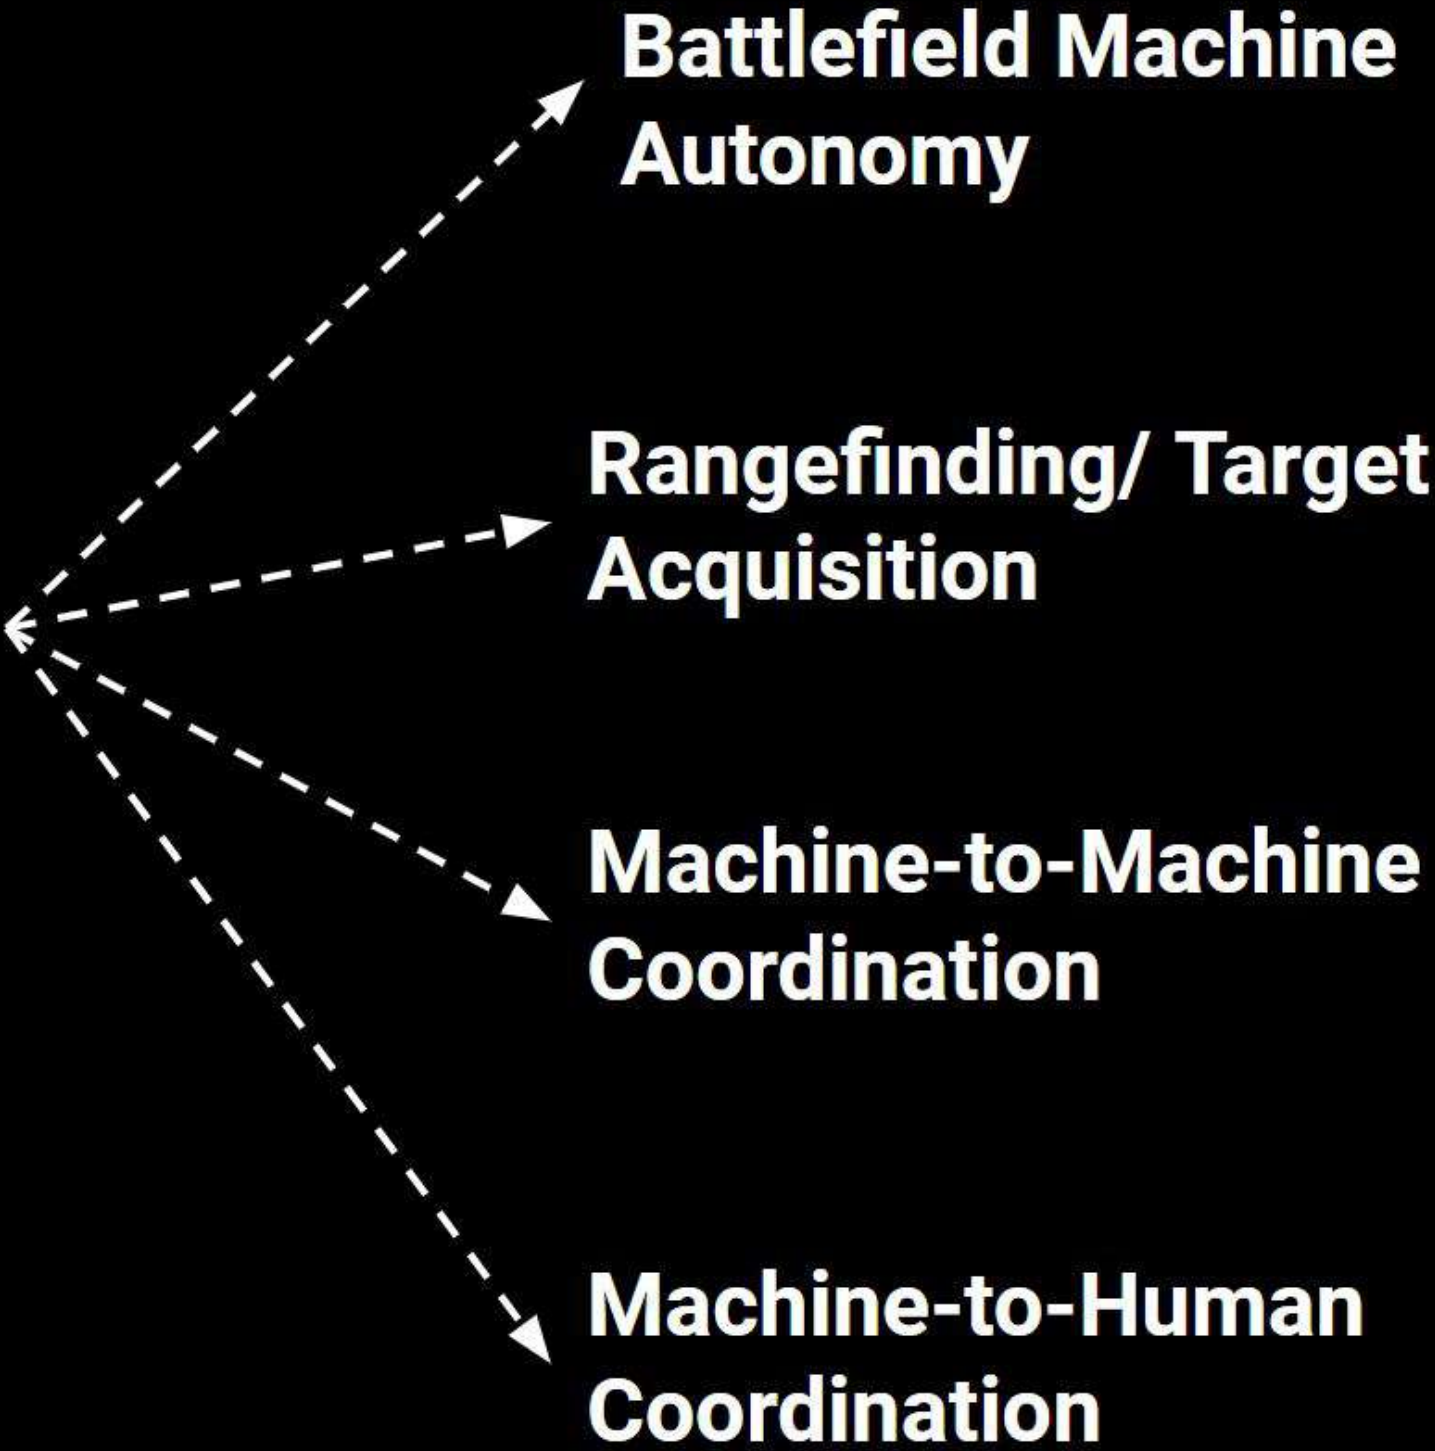 Battlefield Machine
Autonomy
Rangefinding/ Target
Acquisition
Machine-to-Machine
Coordination
Machine-to-Human
Coordination